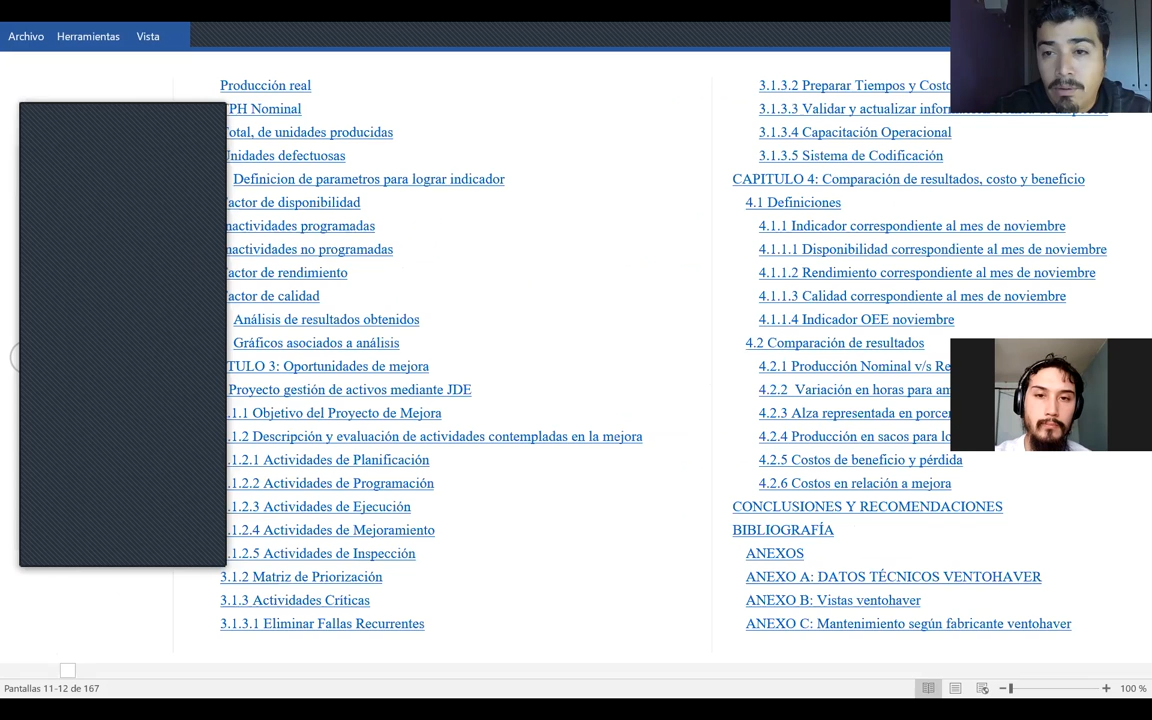 Archivo Herramientas Vista
Producción real
TPH Nominal
Total, de unidades producidas
Unidades defectuosas
Definicion de parametros para lograr indicador
actor de disponibilidad
nactividades programadas
nactividades no programadas
actor de rendimiento
actor de calidad
Análisis de resultados obtenidos
Gráficos asociados a análisis
TULO 3: Oportunidades de mejora
Proyecto gestión de activos mediante JDE
.1.1 Objetivo del Proyecto de Mejora
.1.2 Descripción y evaluación de actividades contempladas en la mejora
.1.2.1 Actividades de Planificación
.1.2.2 Actividades de Programación
.1.2.3 Actividades de Ejecución
.1.2.4 Actividades de Mejoramiento
.1.2.5 Actividades de Inspección
3.1.2 Matriz de Priorización
3.1.3 Actividades Críticas
3.1.3.1 Eliminar Fallas Recurrentes
3.1.3.2 Preparar Tiempos y Costo
3.1.3.3 Validar y actualizar
3.1.3.4 Capacitación Operacional
3.1.3.5 Sistema de Codificación
CAPITULO 4: Comparación de resultados, costo y beneficio
4.1 Definiciones
4.1.1 Indicador correspondiente al mes de noviembre
4.1.1.1 Disponibilidad correspondiente al mes de noviembre
4.1.1.2 Rendimiento correspondiente al mes de noviembre
4.1.1.3 Calidad correspondiente al mes de noviembre
4.1.1.4 Indicador OEE noviembre
4.2 Comparación de resultados
4.2.1 Producción Nominal v/s Re
4.2.2 Variación en horas para am
4.2.3 Alza representada en porcen
4.2.4 Producción en sacos para lo
4.2.5 Costos de beneficio y pérdida
4.2.6 Costos en relación a mejora
CONCLUSIONES Y RECOMENDACIONES
BIBLIOGRAFÍA
ANEXOS
ANEXO A: DATOS TÉCNICOS VENTOHAVER
ANEXO B: Vistas ventohaver
ANEXO C: Mantenimiento según fabricante ventohaver
Pantallas 11-12 de 167
100 %